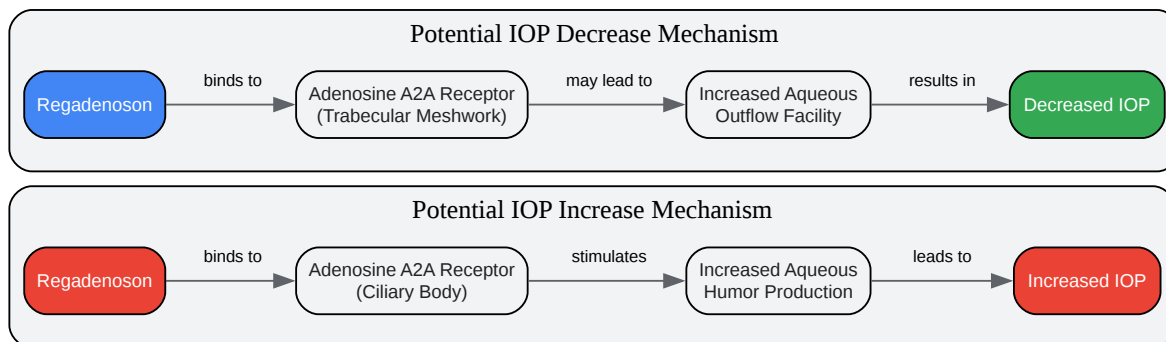 Potential IOP Decrease Mechanism
Regadenoson
binds to
Adenosine A2A Receptor
(Trabecular Meshwork)
may lead to
Increased Aqueous
Outflow Facility
results in
Decreased IOP
Potential IOP Increase Mechanism
Regadenoson
binds to
Adenosine A2A Receptor
(Ciliary Body)
stimulates
Increased Aqueous
Humor Production
leads to
Increased IOP